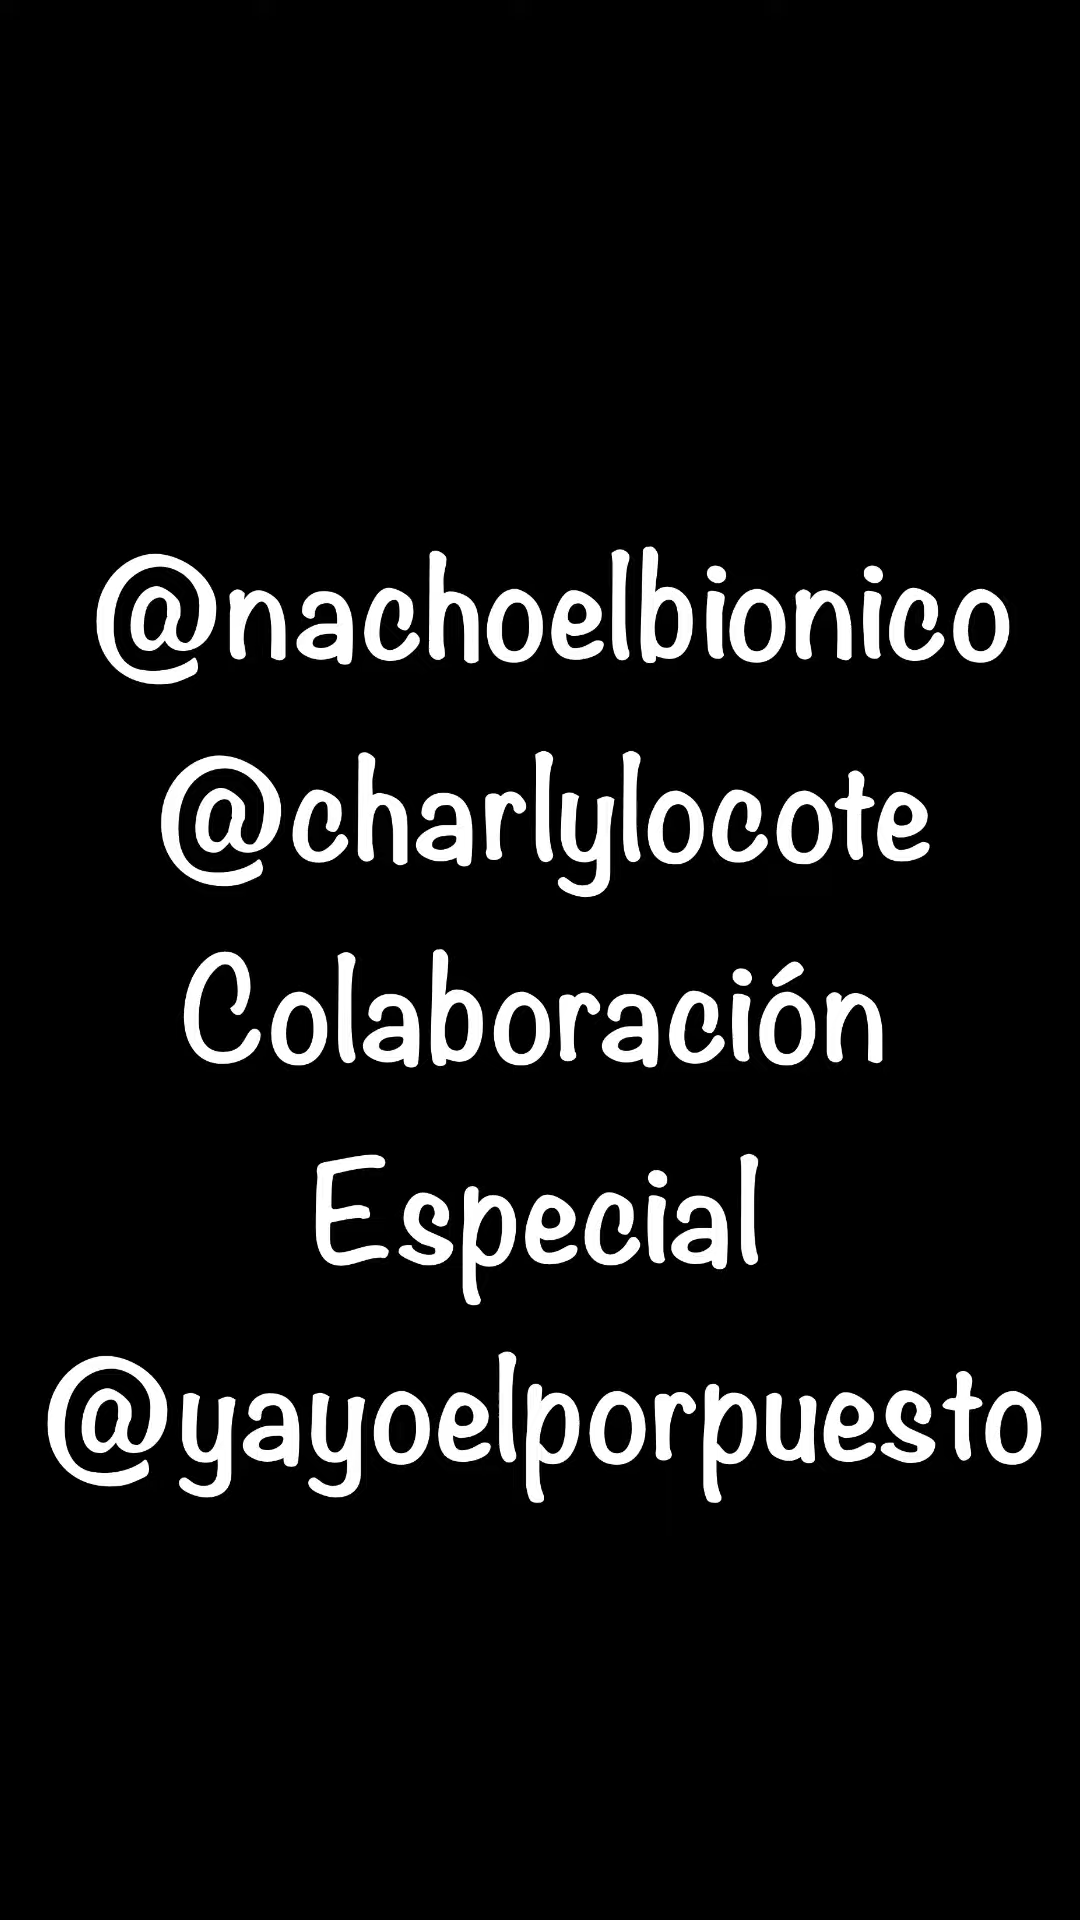 @nachoelbionico
@charlylocote
Colaboración
Especial
@yayoelporpuesto